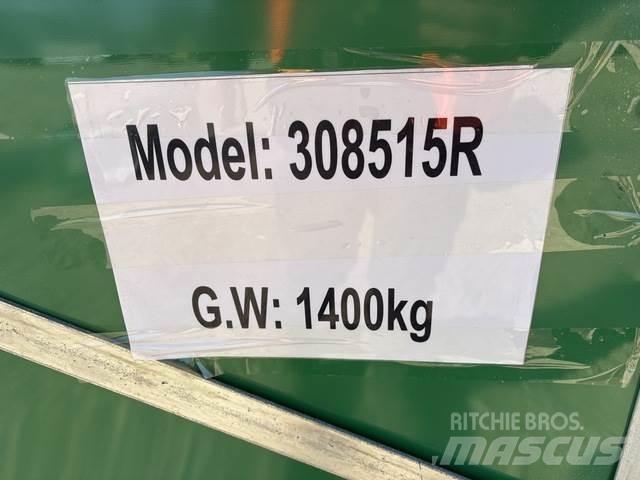 Model: 308515R
G.W: 1400kg
RITCHIE BROS.
MASCUS